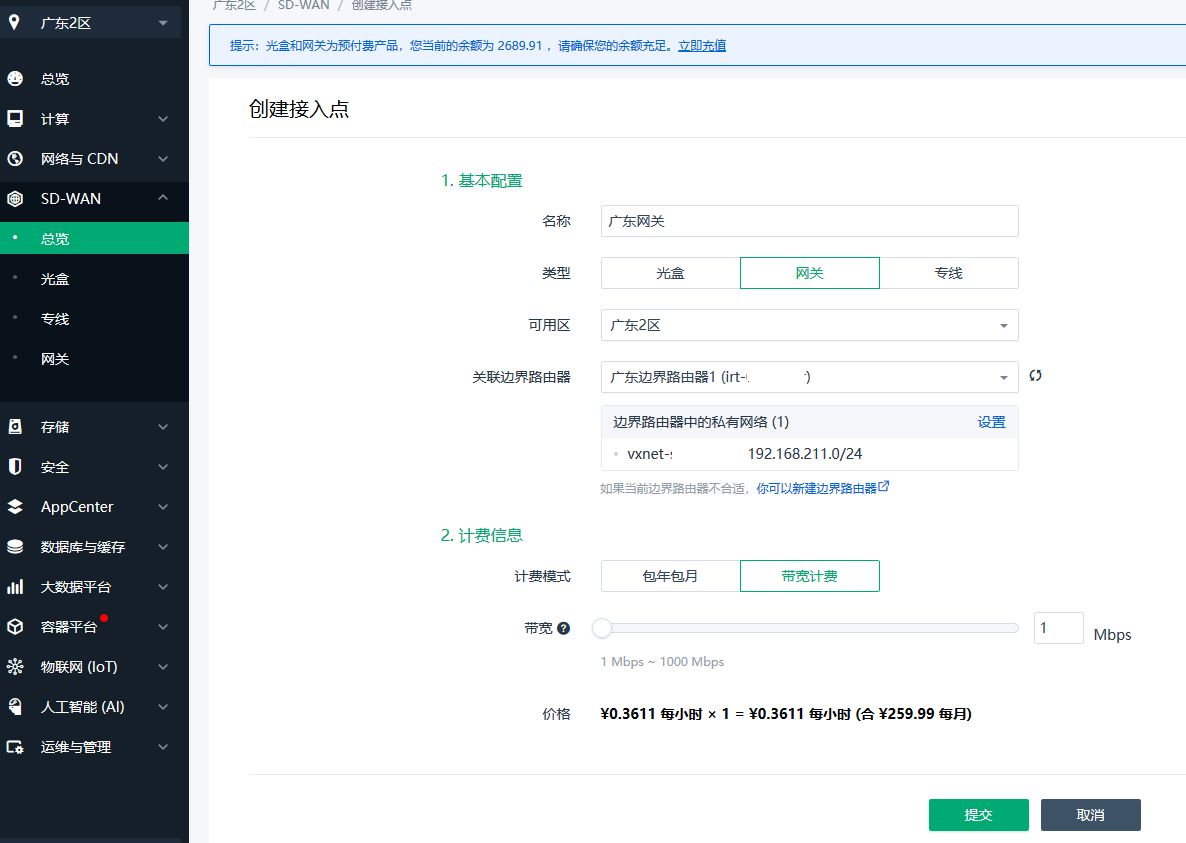 广东2区 / SD-WAN / 创建接入点
广东2区
提示：光盒和网关为预付费产品，您当前的余额为 2689.91 ，请确保您的余额充足。立即充值
总览
计算
网络与 CDN
SD-WAN
总览
光盒
专线
网关
存储
安全
AppCenter
数据库与缓存
大数据平台
容器平台
物联网 (IoT)
人工智能 (AI)
运维与管理
创建接入点
1. 基本配置
名称 广东网关
类型 光盒 网关 专线
可用区 广东2区
关联边界路由器 广东边界路由器1 (irt- )
边界路由器中的私有网络 (1) 设置
vxnet- 192.168.211.0/24
如果当前边界路由器不合适，你可以新建边界路由器
2. 计费信息
计费模式 包年包月 带宽计费
带宽 ? 1 Mbps
1 Mbps ~ 1000 Mbps
价格 ¥0.3611 每小时 × 1 = ¥0.3611 每小时 (合 ¥259.99 每月)
提交 取消